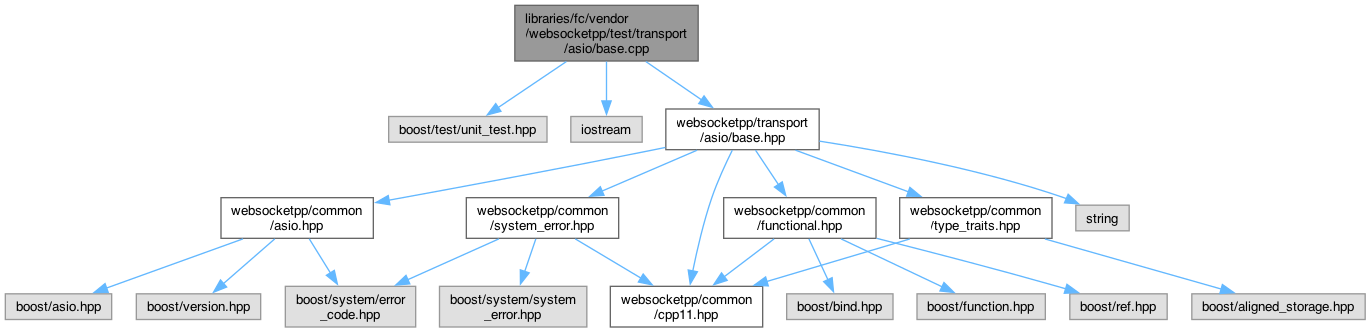 libraries/fc/vendor
/websocketpp/test/transport
/asio/base.cpp
boost/test/unit_test.hpp
iostream
websocketpp/transport
/asio/base.hpp
websocketpp/common
/asio.hpp
websocketpp/common
/system_error.hpp
websocketpp/common
/functional.hpp
websocketpp/common
/type_traits.hpp
string
boost/asio.hpp
boost/version.hpp
boost/system/error
_code.hpp
boost/system/system
_error.hpp
websocketpp/common
/cpp11.hpp
boost/bind.hpp
boost/function.hpp
boost/ref.hpp
boost/aligned_storage.hpp